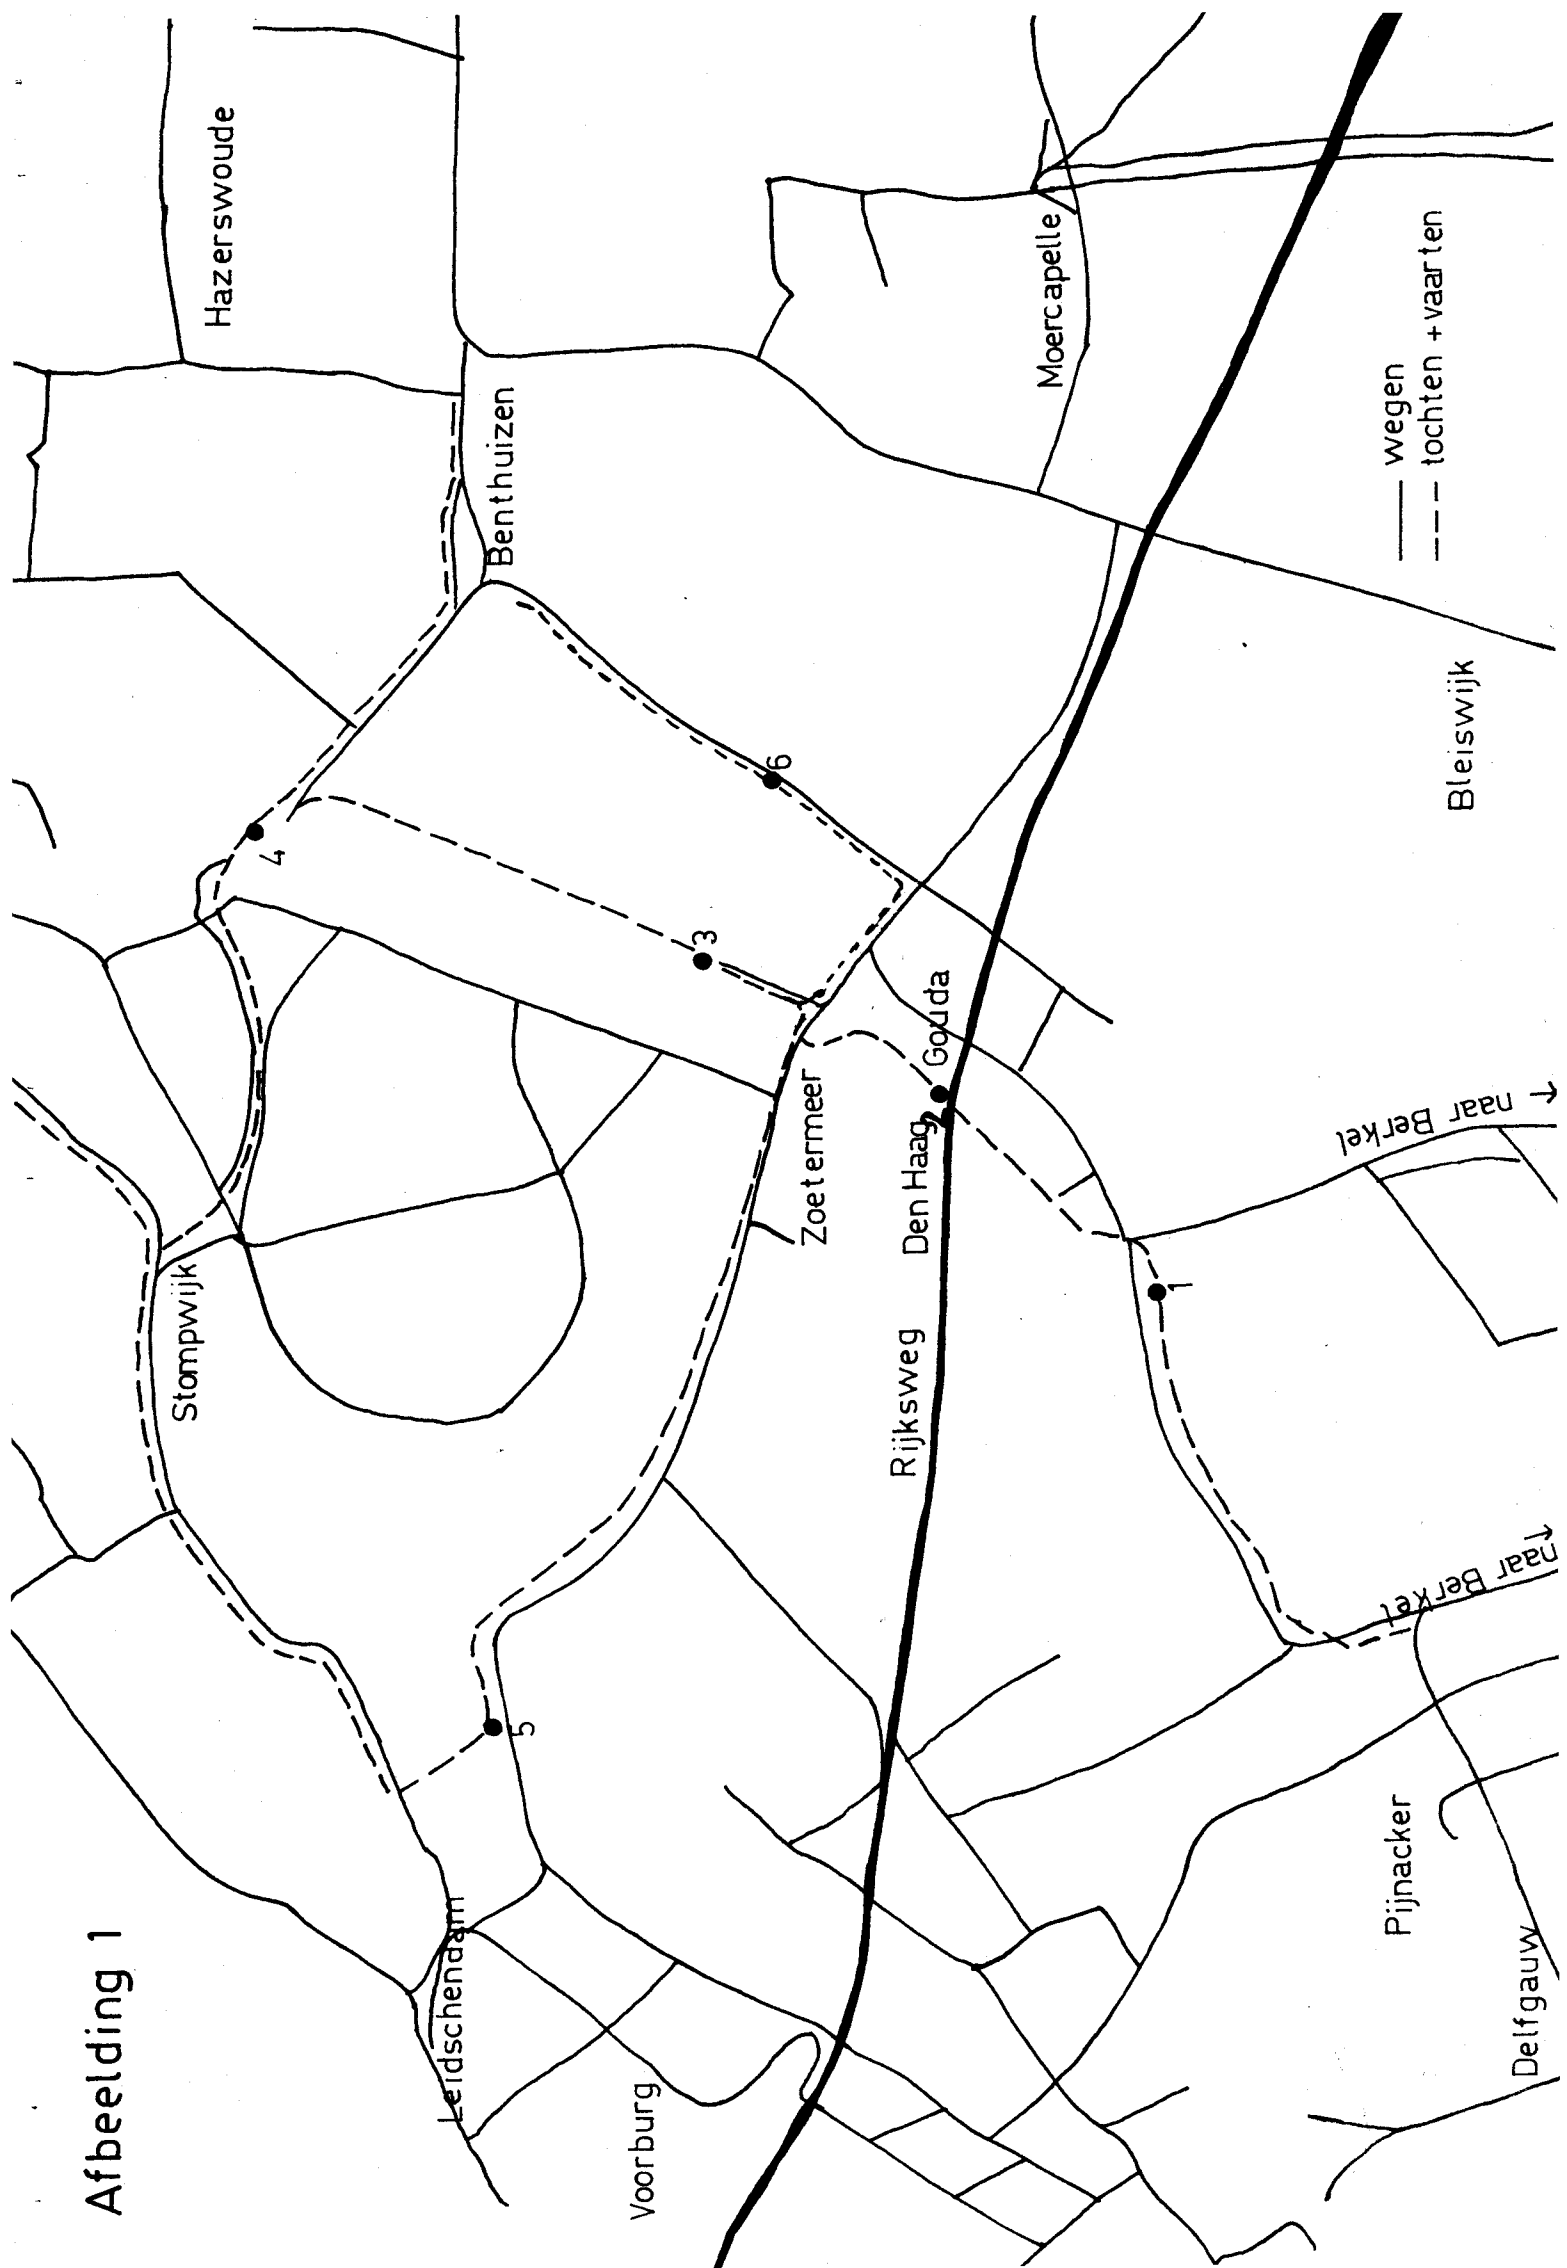 Afbeelding 1
Hazerswoude
Stompwijk
4
Leidschendam
Benthuizen
5
Voorburg
3
6
Zoetermeer
Rijksweg Den Haag Gouda
2
Moercapelle
1
naar Berkel
naar Berkel
wegen
tochten + vaarten
Pijnacker
Bleiswijk
Delfgauw